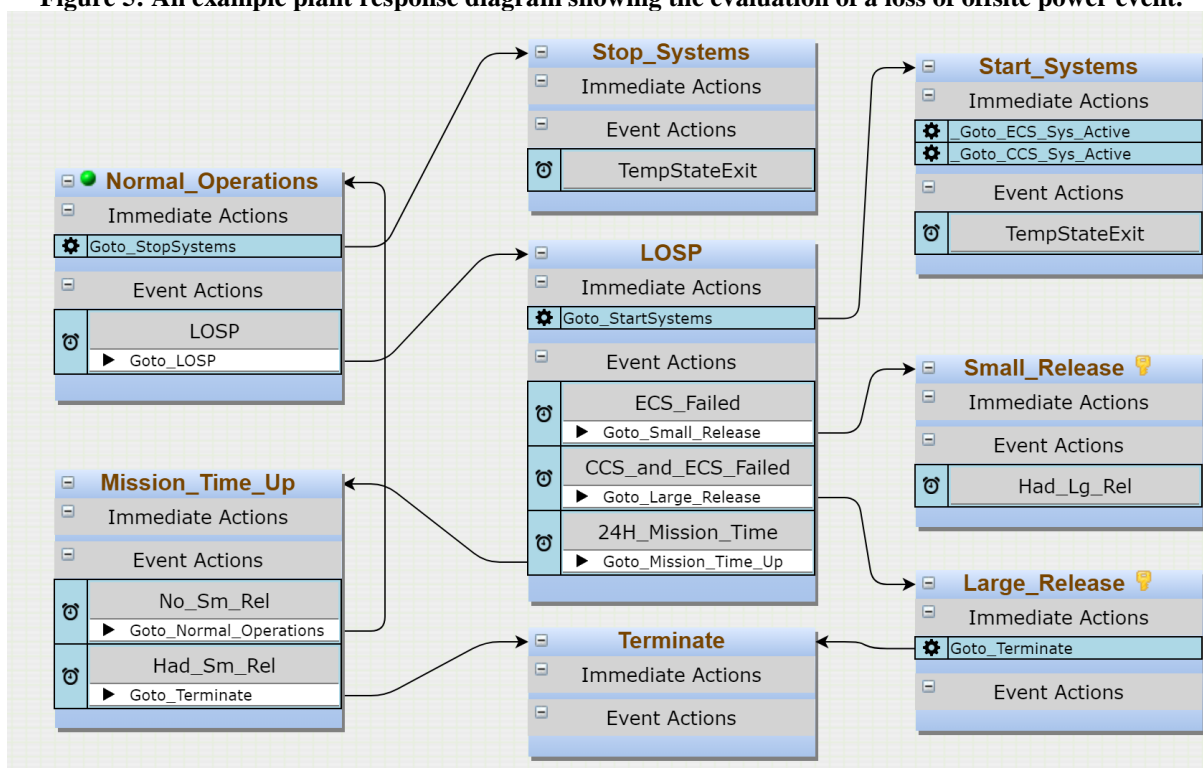 Figure 5: An example plant response diagram showing the evaluation of a loss of offsite power event.
Stop_Systems
Immediate Actions
Event Actions
TempStateExit
Start_Systems
Immediate Actions
_Goto_ECS_Sys_Active
_Goto_CCS_Sys_Active
Event Actions
TempStateExit
Normal_Operations
Immediate Actions
Goto_StopSystems
Event Actions
LOSP
Goto_LOSP
LOSP
Immediate Actions
Goto_StartSystems
Event Actions
ECS_Failed
Goto_Small_Release
CCS_and_ECS_Failed
Goto_Large_Release
24H_Mission_Time
Goto_Mission_Time_Up
Small_Release
Immediate Actions
Event Actions
Had_Lg_Rel
Mission_Time_Up
Immediate Actions
Event Actions
No_Sm_Rel
Goto_Normal_Operations
Had_Sm_Rel
Goto_Terminate
Terminate
Immediate Actions
Event Actions
Large_Release
Immediate Actions
Goto_Terminate
Event Actions